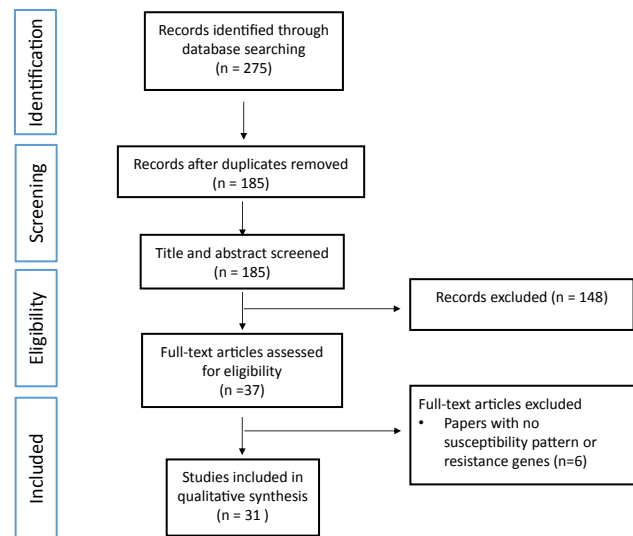 Identification
Records identified through
database searching
(n = 275)
Screening
Records after duplicates removed
(n = 185)
Title and abstract screened
(n = 185)
Eligibility
Records excluded (n = 148)
Full-text articles assessed
for eligibility
(n =37)
Included
Full-text articles excluded
• Papers with no
susceptibility pattern or
resistance genes (n=6)
Studies included in
qualitative synthesis
(n = 31 )